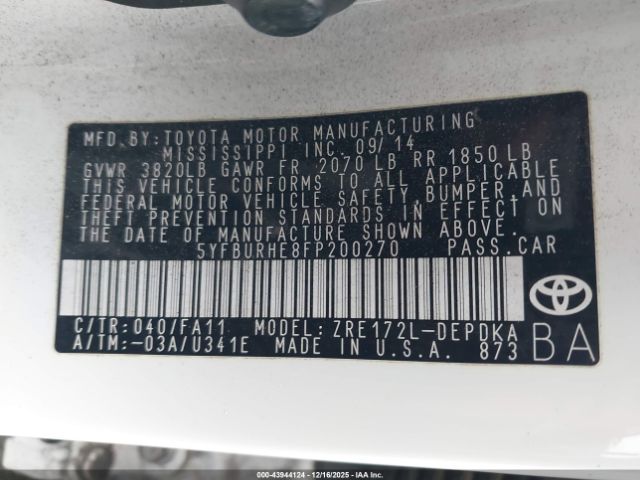 MFD.BY:TOYOTA MOTOR MANUFACTURING
MISSISSIPPI INC. 09/14
GVWR 3820LB GAWR FR 2070 LB RR 1850 LB
THIS VEHICLE CONFORMS TO ALL APPLICABLE
FEDERAL MOTOR VEHICLE SAFETY,BUMPER,AND
THEFT PREVENTION STANDARDS IN EFFECT ON
THE DATE OF MANUFACTURE SHOWN ABOVE.
5YFBURHE8FP200270 PASS.CAR
C/TR:040/FA11 MODEL:ZRE172L-DEPDKA
A/TM:-03A/U341E MADE IN U.S.A. 873
BA
00-43944124 | 12/16/2025 - IAA Inc.